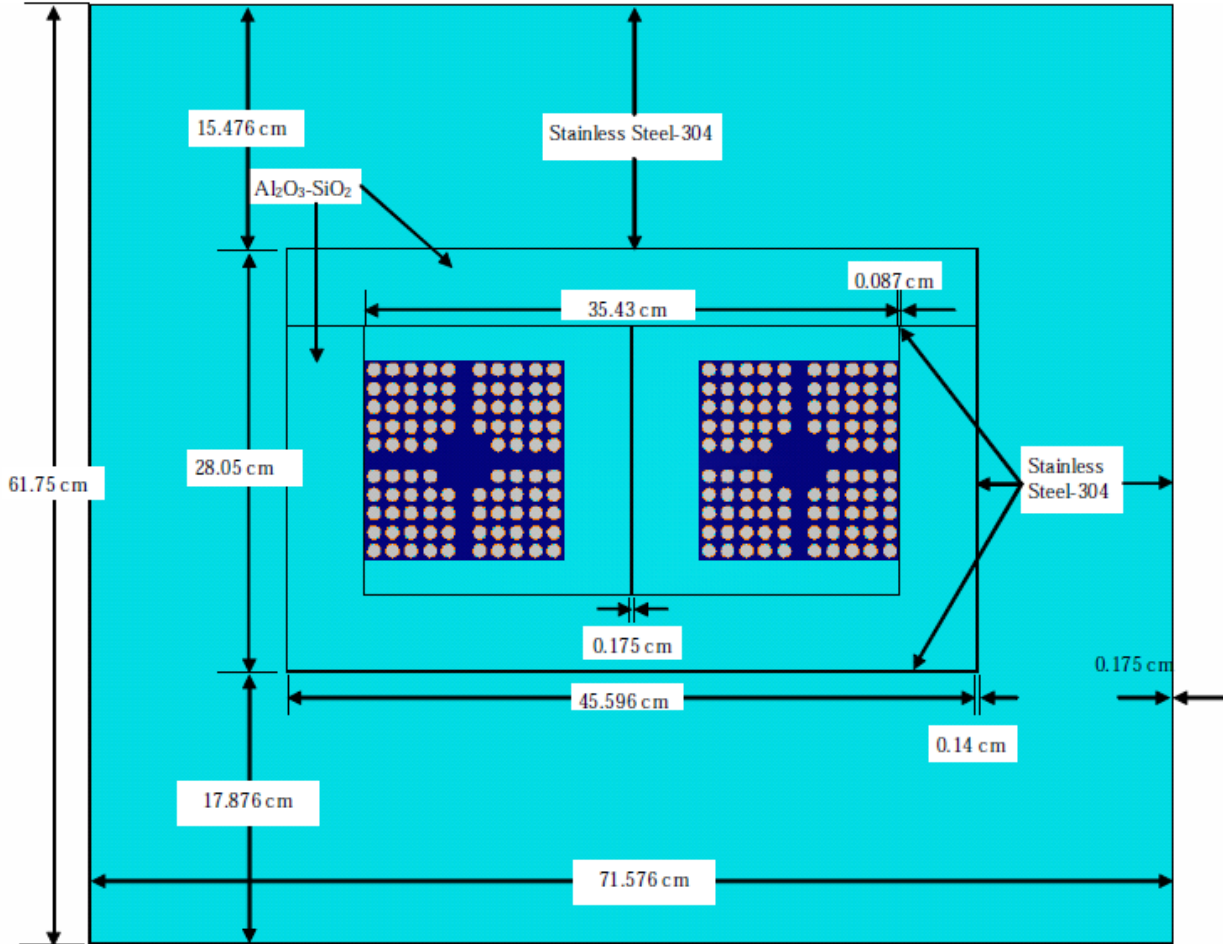 15.476 cm
Stainless Steel-304
Al₂O₃-SiO₂
0.087 cm
35.43 cm
28.05 cm
61.75 cm
Stainless
Steel-304
0.175 cm
0.175 cm
45.596 cm
0.14 cm
17.876 cm
71.576 cm